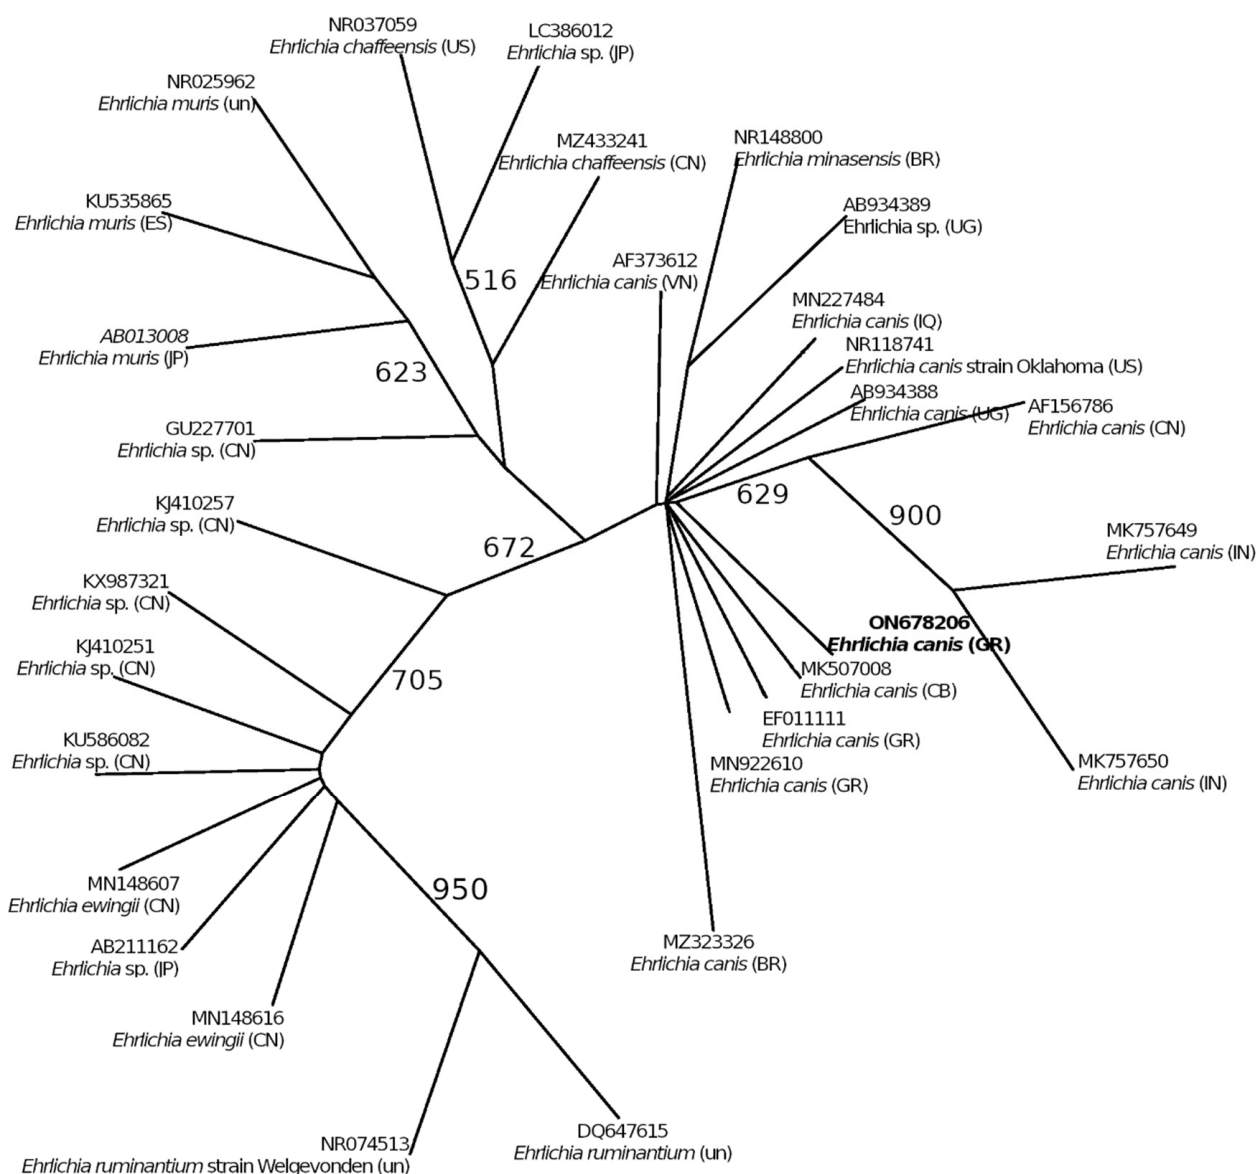 NR037059
Ehrlichia chaffeensis (US)
LC386012
Ehrlichia sp. (JP)
NR025962
Ehrlichia muris (un)
MZ433241
Ehrlichia chaffeensis (CN)
NR148800
Ehrlichia minasensis (BR)
KU535865
Ehrlichia muris (ES)
AB934389
Ehrlichia sp. (UG)
516
AF373612
Ehrlichia canis (VN)
MN227484
Ehrlichia canis (IQ)
AB013008
Ehrlichia muris (JP)
NR118741
Ehrlichia canis strain Oklahoma (US)
623
AB934388
Ehrlichia canis (UG)
AF156786
Ehrlichia canis (CN)
GU227701
Ehrlichia sp. (CN)
629
KJ410257
Ehrlichia sp. (CN)
900
672
MK757649
Ehrlichia canis (IN)
KX987321
Ehrlichia sp. (CN)
ON678206
Ehrlichia canis (GR)
KJ410251
Ehrlichia sp. (CN)
705
MK507008
Ehrlichia canis (CB)
EF011111
Ehrlichia canis (GR)
KU586082
Ehrlichia sp. (CN)
MN922610
Ehrlichia canis (GR)
MK757650
Ehrlichia canis (IN)
MN148607
Ehrlichia ewingii (CN)
950
AB211162
Ehrlichia sp. (JP)
MZ323326
Ehrlichia canis (BR)
MN148616
Ehrlichia ewingii (CN)
NR074513
Ehrlichia ruminantium strain Welgevonden (un)
DQ647615
Ehrlichia ruminantium (un)